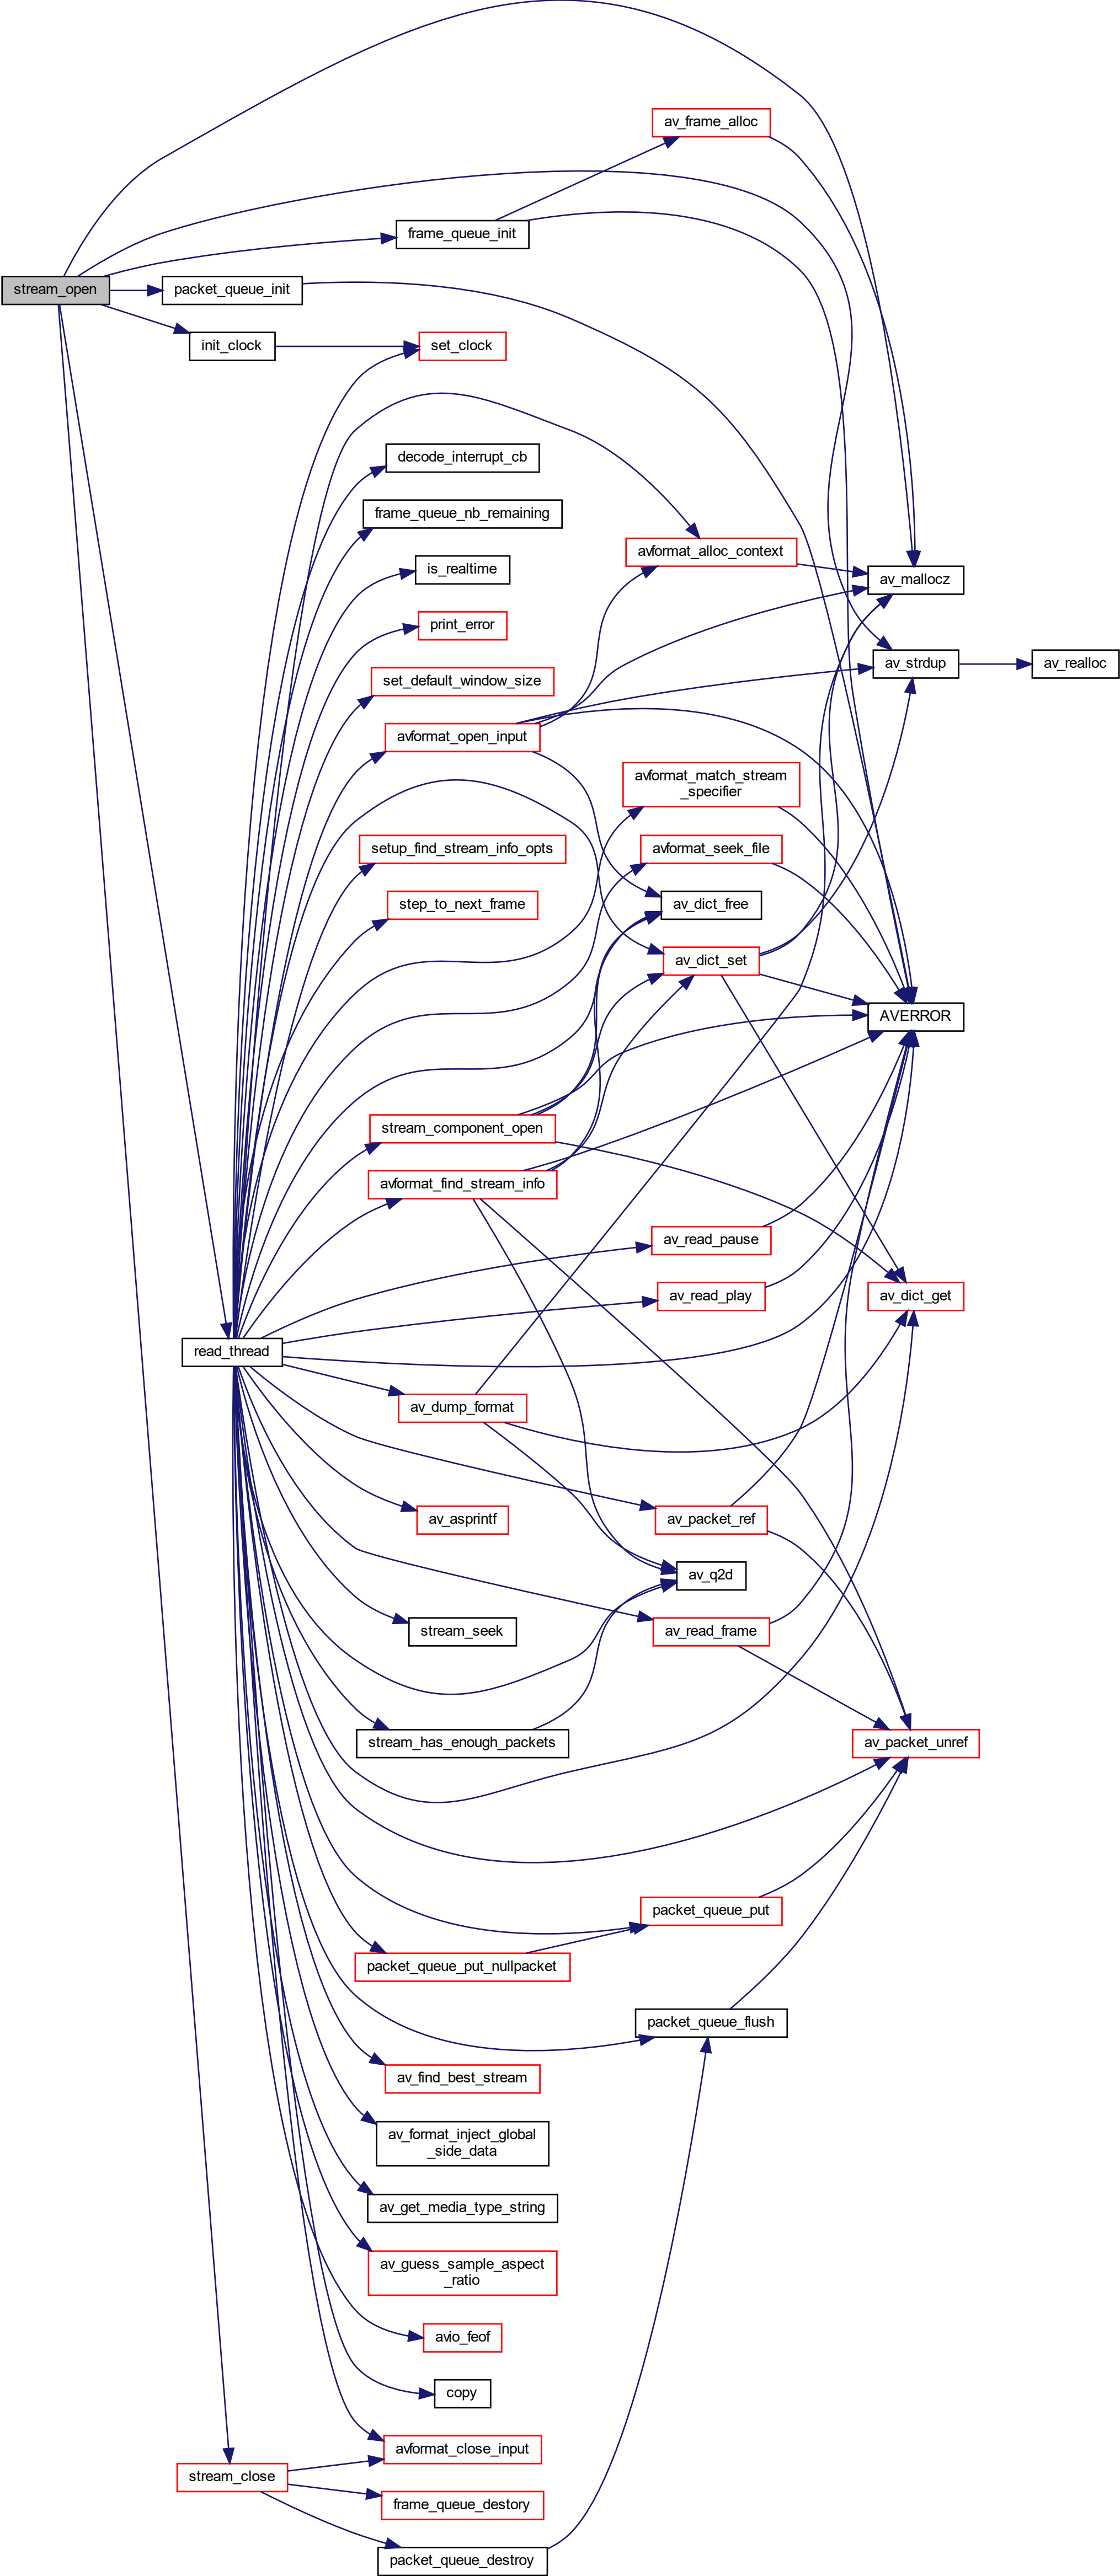 av_frame_alloc
frame_queue_init
stream_open
packet_queue_init
init_clock
set_clock
decode_interrupt_cb
frame_queue_nb_remaining
avformat_alloc_context
is_realtime
av_mallocz
print_error
av_strdup
av_realloc
set_default_window_size
avformat_open_input
avformat_match_stream
_specifier
setup_find_stream_info_opts
avformat_seek_file
step_to_next_frame
av_dict_free
av_dict_set
AVERROR
stream_component_open
avformat_find_stream_info
av_read_pause
av_read_play
av_dict_get
read_thread
av_dump_format
av_asprintf
av_packet_ref
av_q2d
stream_seek
av_read_frame
stream_has_enough_packets
av_packet_unref
packet_queue_put
packet_queue_put_nullpacket
packet_queue_flush
av_find_best_stream
av_format_inject_global
_side_data
av_get_media_type_string
av_guess_sample_aspect
_ratio
avio_feof
copy
avformat_close_input
stream_close
frame_queue_destory
packet_queue_destroy